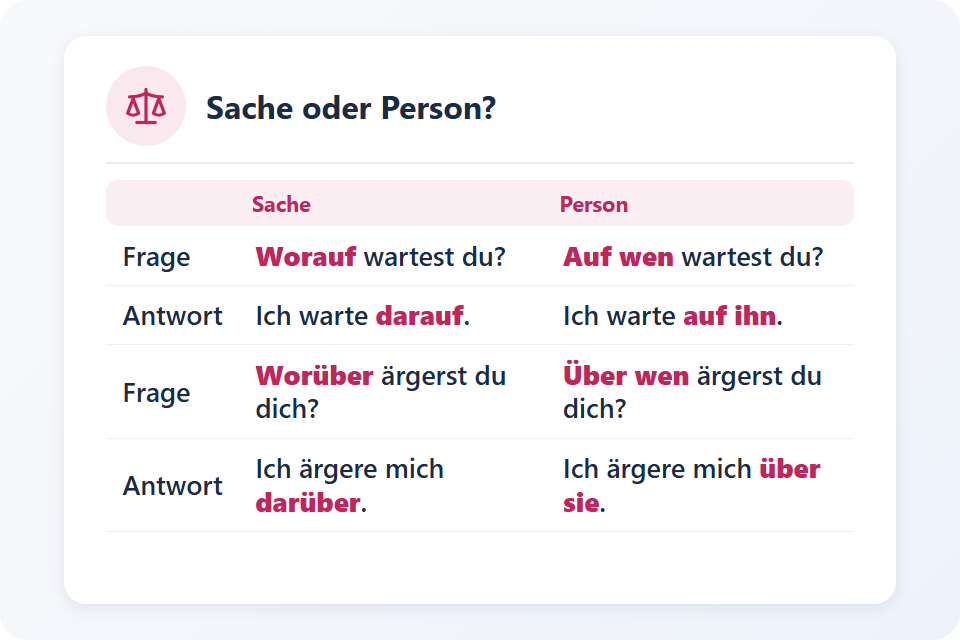 Sache oder Person?
Sache Person
Frage Worauf wartest du? Auf wen wartest du?
Antwort Ich warte darauf. Ich warte auf ihn.
Frage Worüber ärgerst du dich? Über wen ärgerst du dich?
Antwort Ich ärgere mich darüber. Ich ärgere mich über sie.